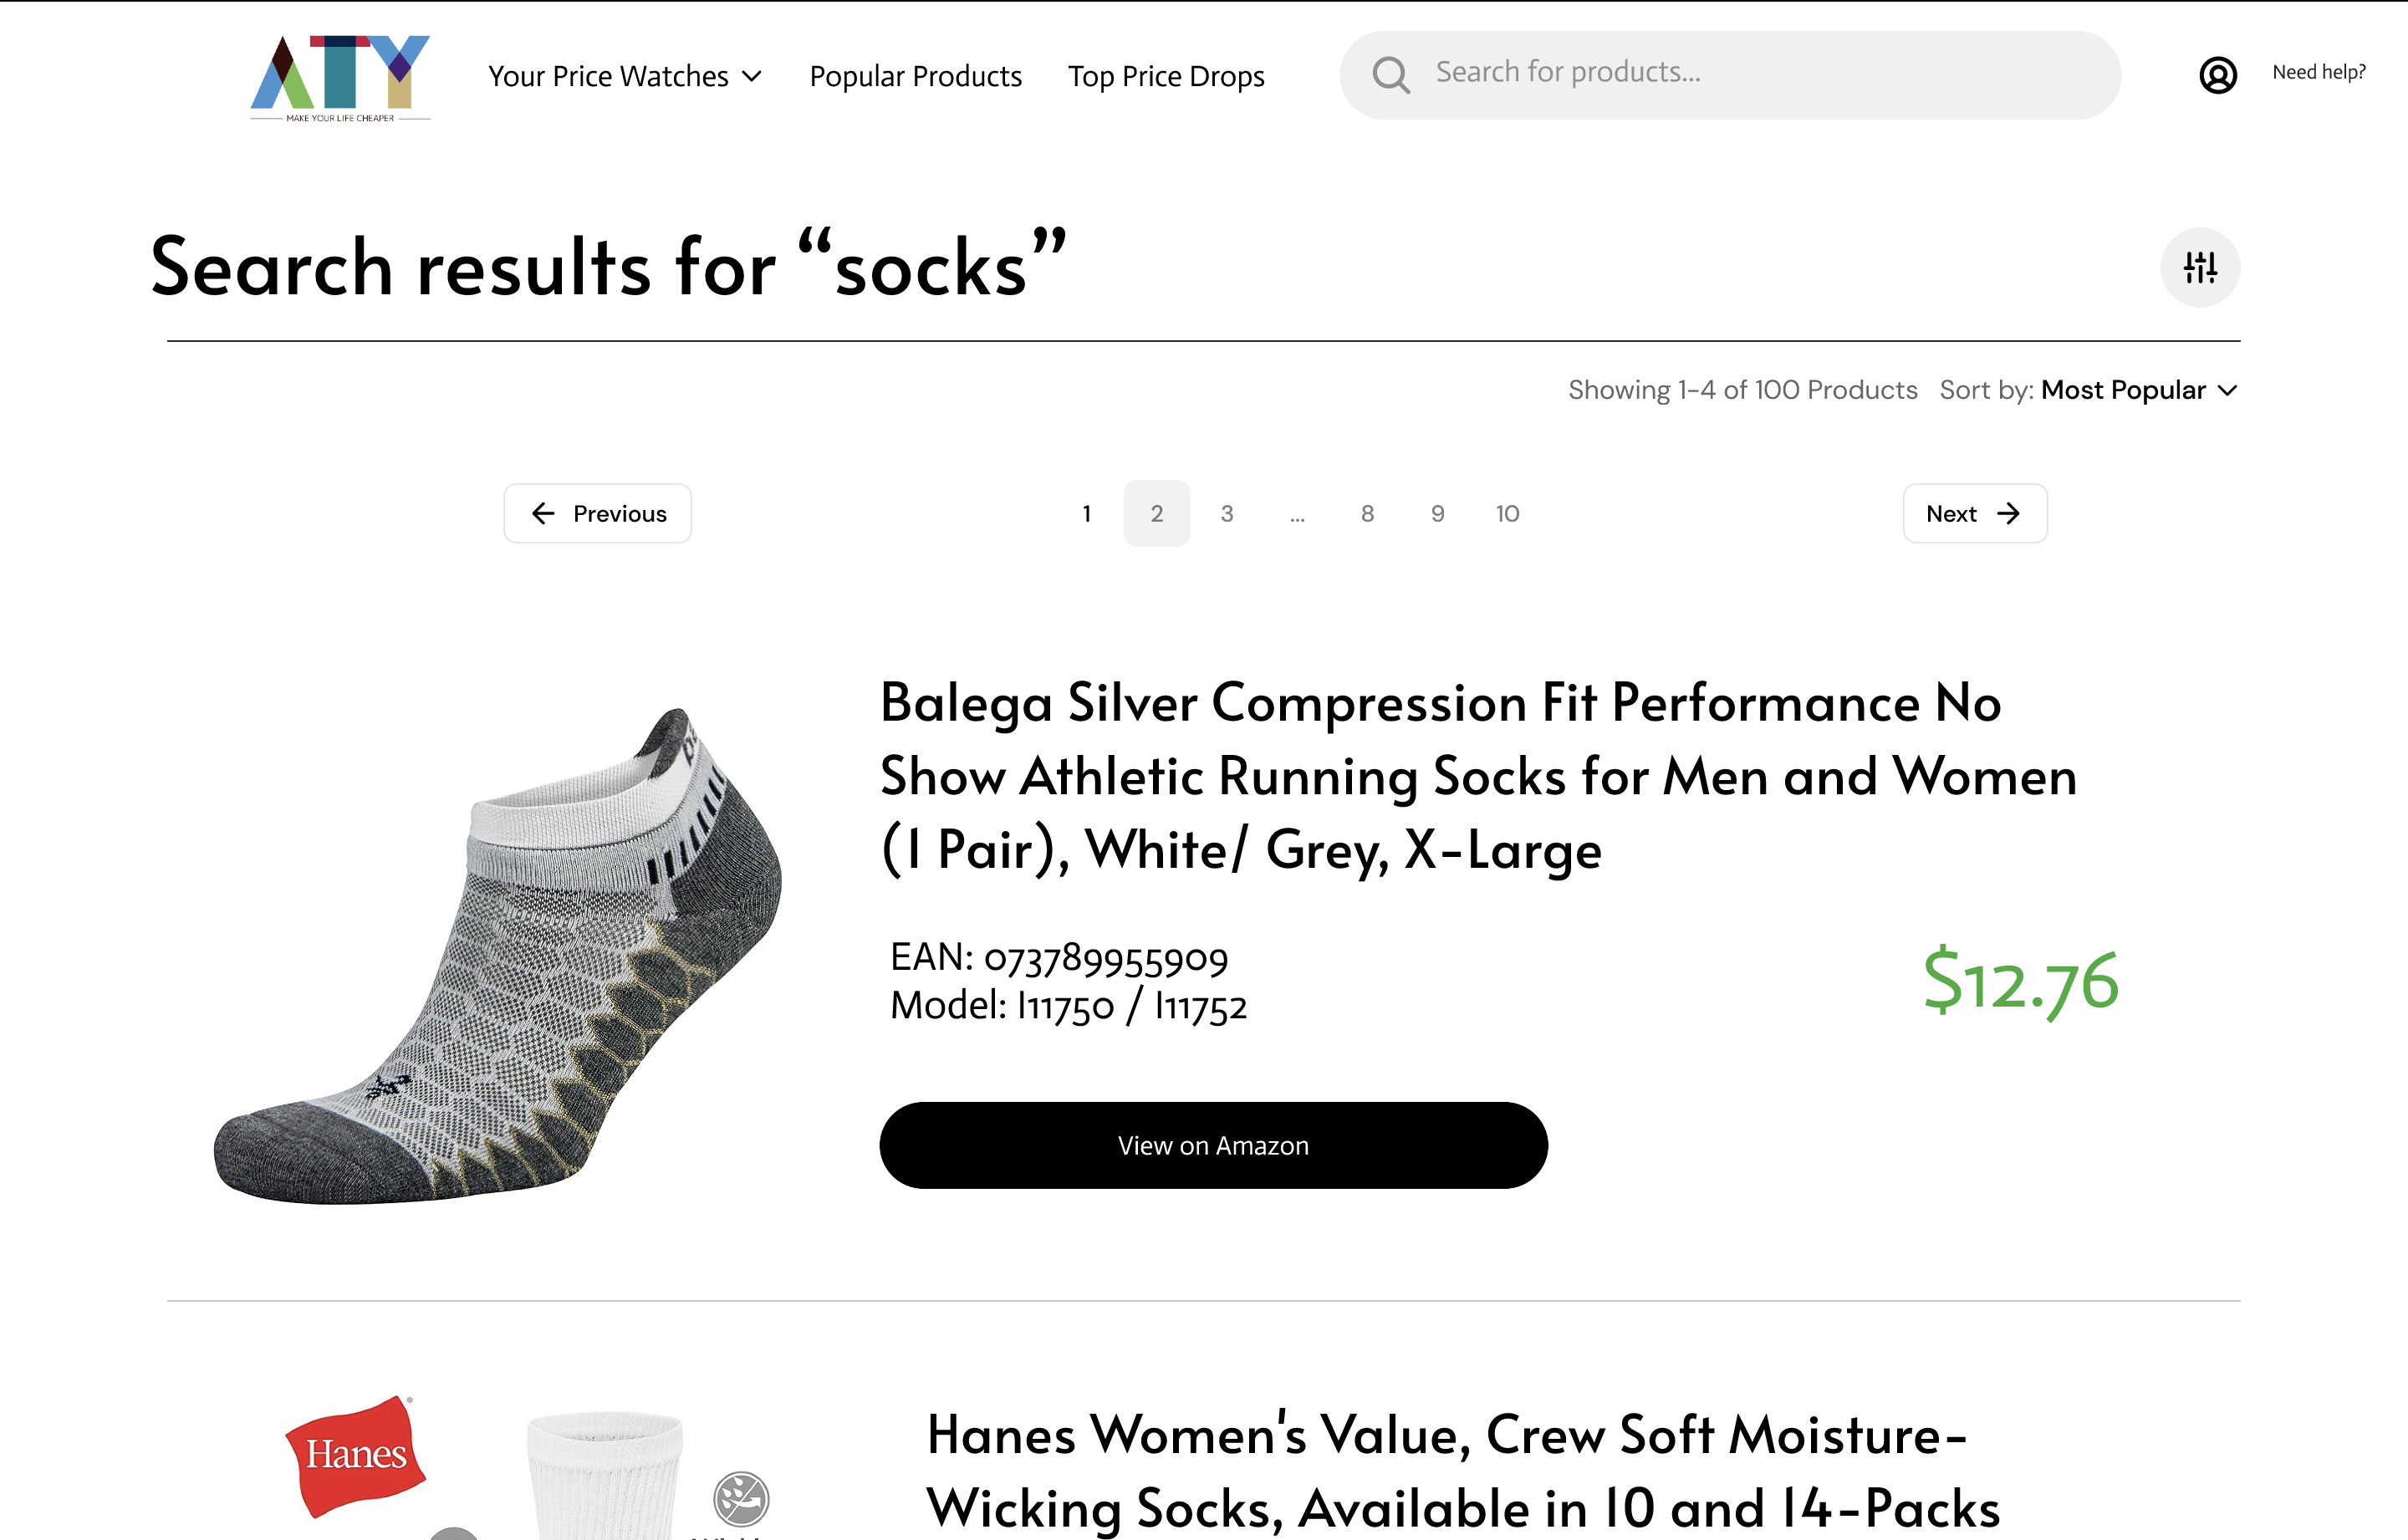 ATY
MAKE YOUR LIFE CHEAPER
Your Price Watches
Popular Products
Top Price Drops
Search for products...
Need help?
Search results for “socks”
Showing 1-4 of 100 Products
Sort by: Most Popular
Previous
1 2 3 ... 8 9 10
Next
Balega Silver Compression Fit Performance No
Show Athletic Running Socks for Men and Women
(1 Pair), White/ Grey, X-Large
EAN: 073789955909
Model: l11750 / l11752
$12.76
View on Amazon
Hanes®
Hanes Women's Value, Crew Soft Moisture-
Wicking Socks, Available in 10 and 14-Packs